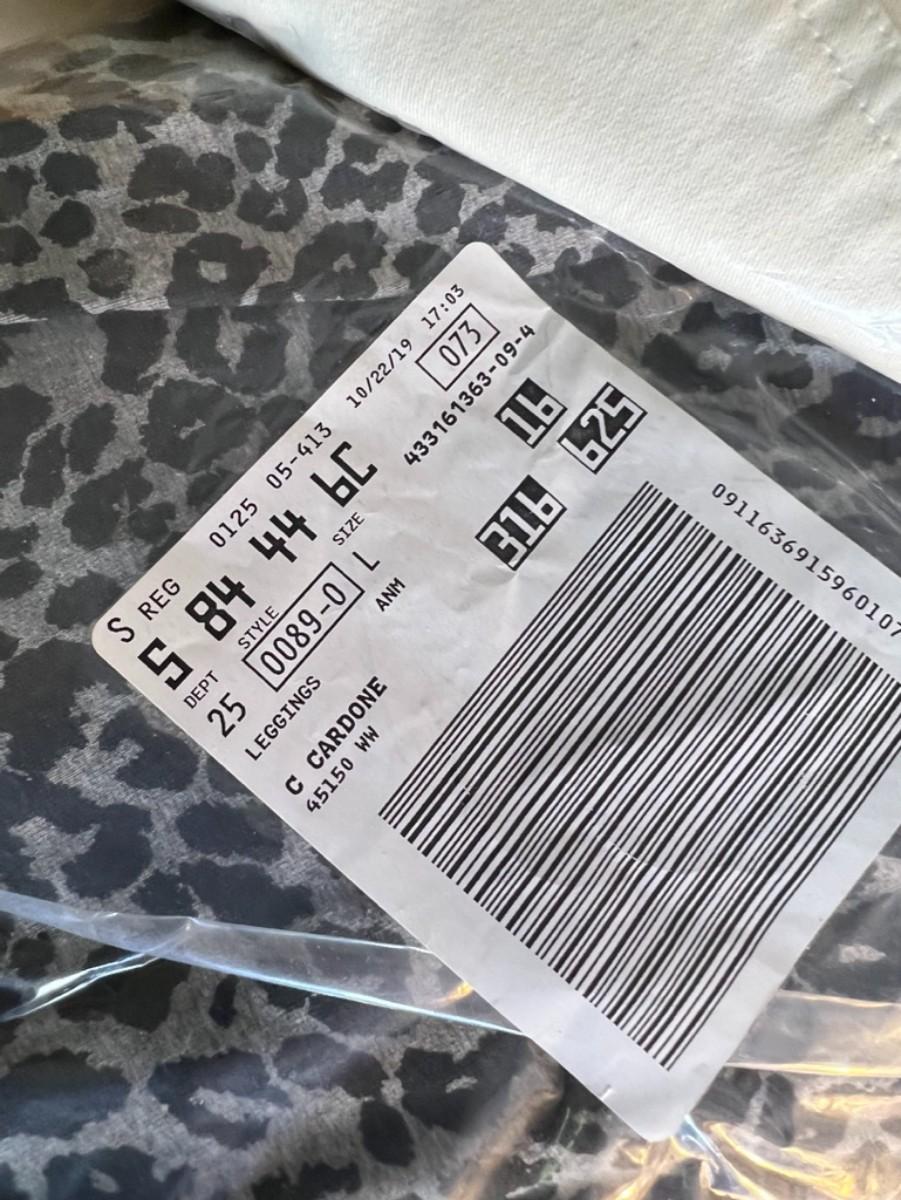 S REG 0125 05-413 10/22/19 17:03
5 84 44 6C 073
DEPT STYLE SIZE 433161363-09-4
25 0089-0 L 16
LEGGINGS ANM 625
316
C CARDONE
45150 WW
0911636915960107